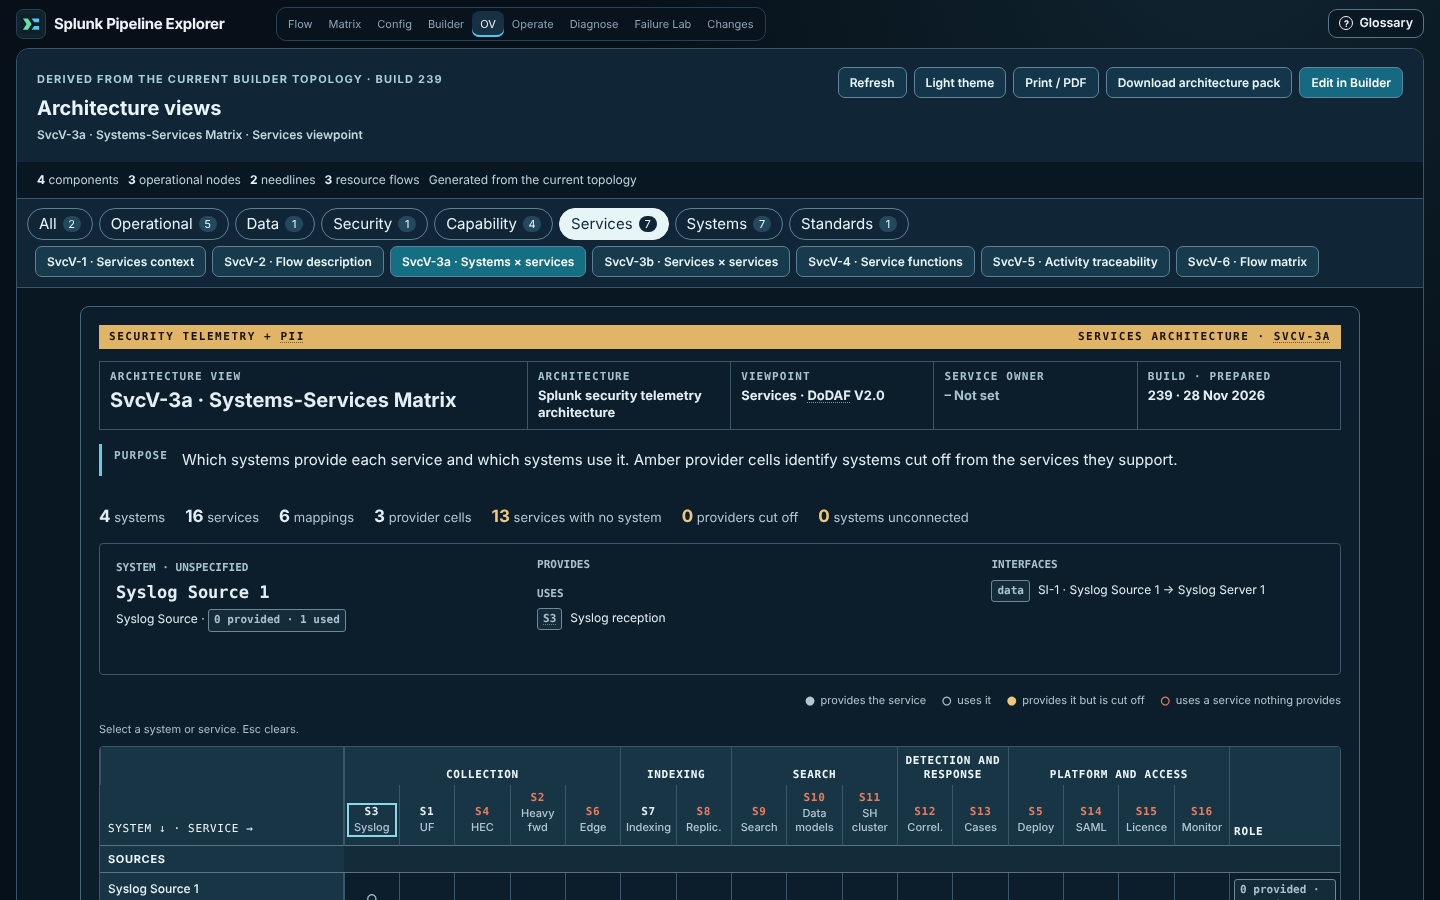 Splunk Pipeline Explorer
Flow Matrix Config Builder OV Operate Diagnose Failure Lab Changes
? Glossary
DERIVED FROM THE CURRENT BUILDER TOPOLOGY · BUILD 239
Refresh Light theme Print / PDF Download architecture pack Edit in Builder
Architecture views
SvcV-3a · Systems-Services Matrix · Services viewpoint
4 components 3 operational nodes 2 needlines 3 resource flows Generated from the current topology
All 2 Operational 5 Data 1 Security 1 Capability 4 Services 7 Systems 7 Standards 1
SvcV-1 · Services context SvcV-2 · Flow description SvcV-3a · Systems × services SvcV-3b · Services × services SvcV-4 · Service functions SvcV-5 · Activity traceability SvcV-6 · Flow matrix
SECURITY TELEMETRY + PII SERVICES ARCHITECTURE · SVCV-3A
ARCHITECTURE VIEW ARCHITECTURE VIEWPOINT SERVICE OWNER BUILD · PREPARED
SvcV-3a · Systems-Services Matrix Splunk security telemetry architecture Services · DoDAF V2.0 – Not set 239 · 28 Nov 2026
PURPOSE Which systems provide each service and which systems use it. Amber provider cells identify systems cut off from the services they support.
4 systems 16 services 6 mappings 3 provider cells 13 services with no system 0 providers cut off 0 systems unconnected
SYSTEM · UNSPECIFIED
Syslog Source 1
Syslog Source · 0 provided · 1 used
PROVIDES
USES
S3 Syslog reception
INTERFACES
data SI-1 · Syslog Source 1 → Syslog Server 1
provides the service uses it provides it but is cut off uses a service nothing provides
Select a system or service. Esc clears.
COLLECTION INDEXING SEARCH DETECTION AND RESPONSE PLATFORM AND ACCESS
S3 S1 S4 S2 S6 S7 S8 S9 S10 S11 S12 S13 S5 S14 S15 S16
SYSTEM ↓ · SERVICE → Syslog UF HEC Heavy fwd Edge Indexing Replic. Search Data models SH cluster Correl. Cases Deploy SAML Licence Monitor ROLE
SOURCES
Syslog Source 1 0 provided ·